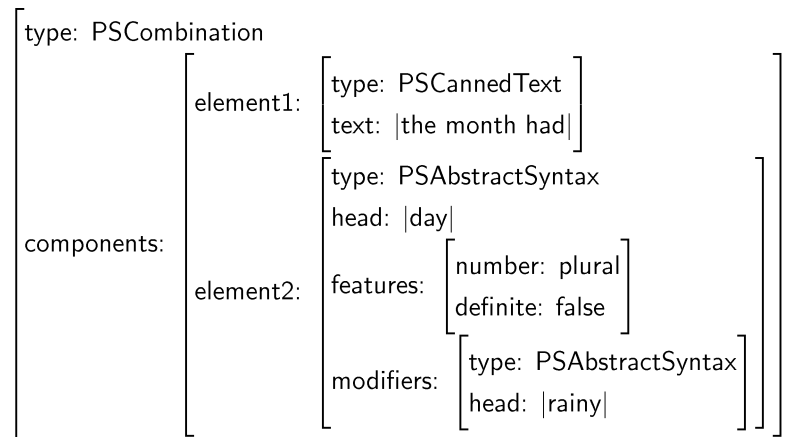 type: PSCombination
components:
element1:
type: PSCannedText
text: |the month had|
element2:
type: PSAbstractSyntax
head: |day|
features:
number: plural
definite: false
modifiers:
type: PSAbstractSyntax
head: |rainy|